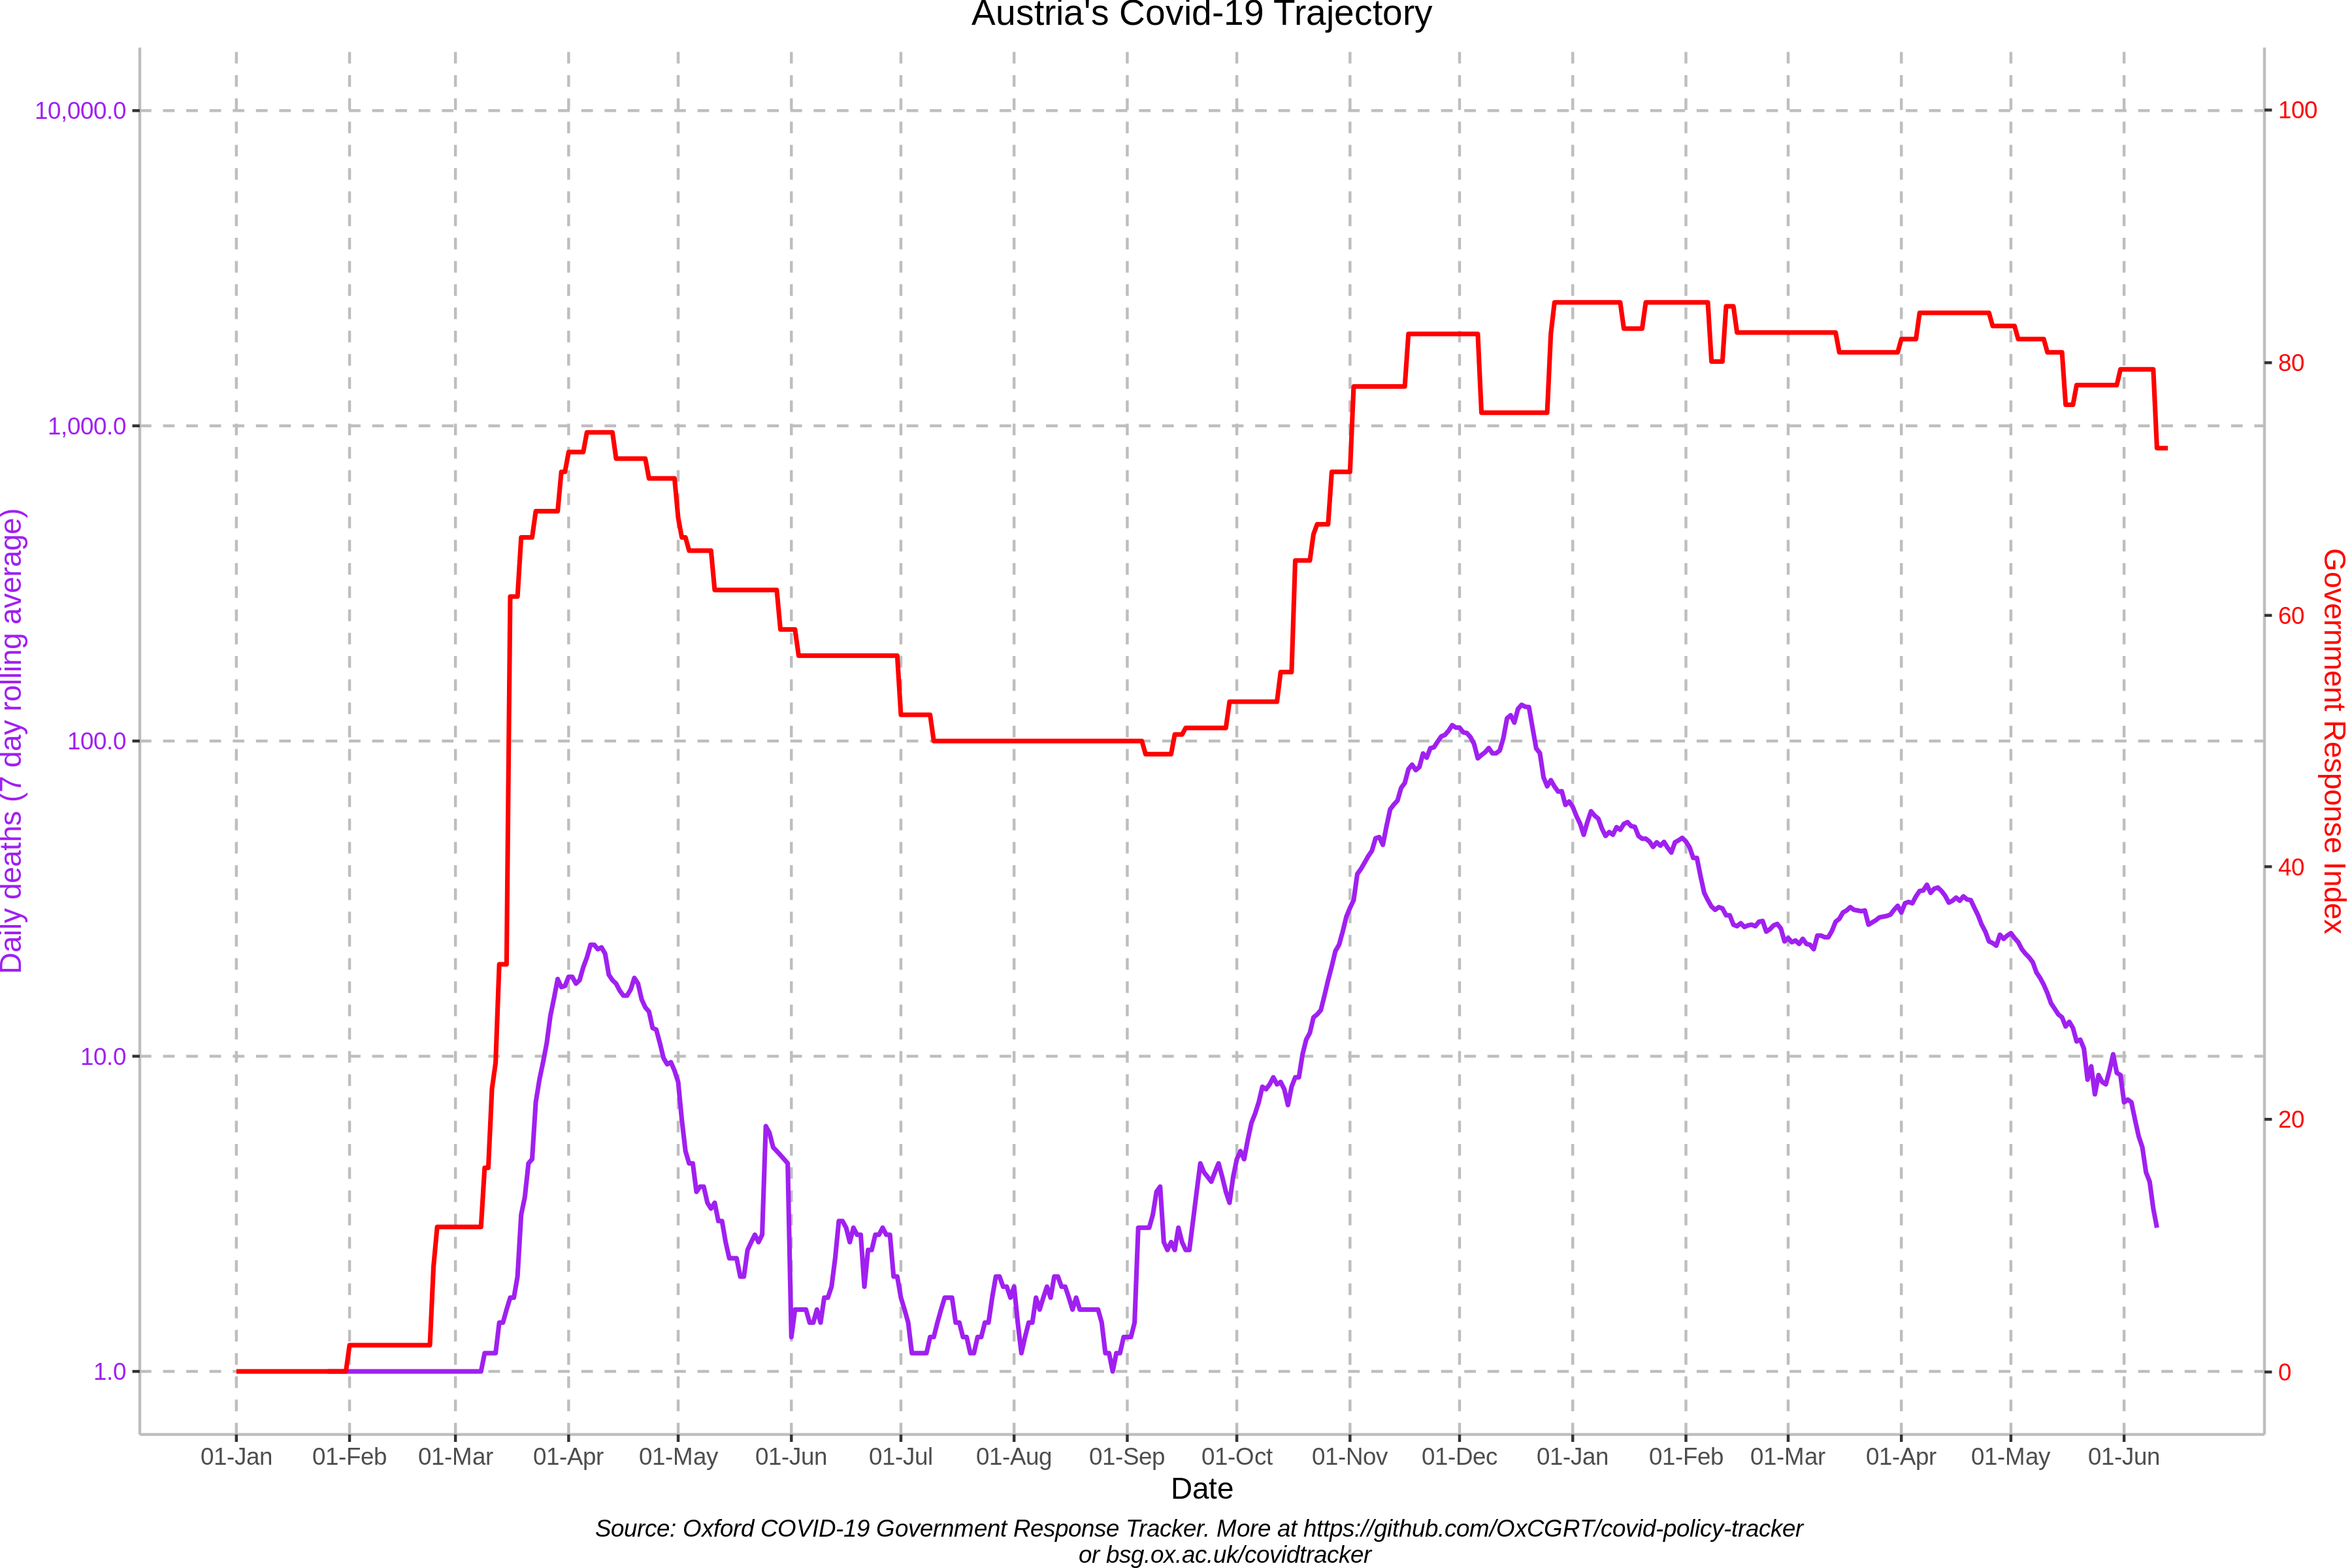 Austria's Covid-19 Trajectory
10,000.0
1,000.0
100.0
10.0
1.0
Daily deaths (7 day rolling average)
100
80
60
40
20
0
Government Response Index
01-Jan 01-Feb 01-Mar 01-Apr 01-May 01-Jun 01-Jul 01-Aug 01-Sep 01-Oct 01-Nov 01-Dec 01-Jan 01-Feb 01-Mar 01-Apr 01-May 01-Jun
Date
Source: Oxford COVID-19 Government Response Tracker. More at https://github.com/OxCGRT/covid-policy-tracker
or bsg.ox.ac.uk/covidtracker